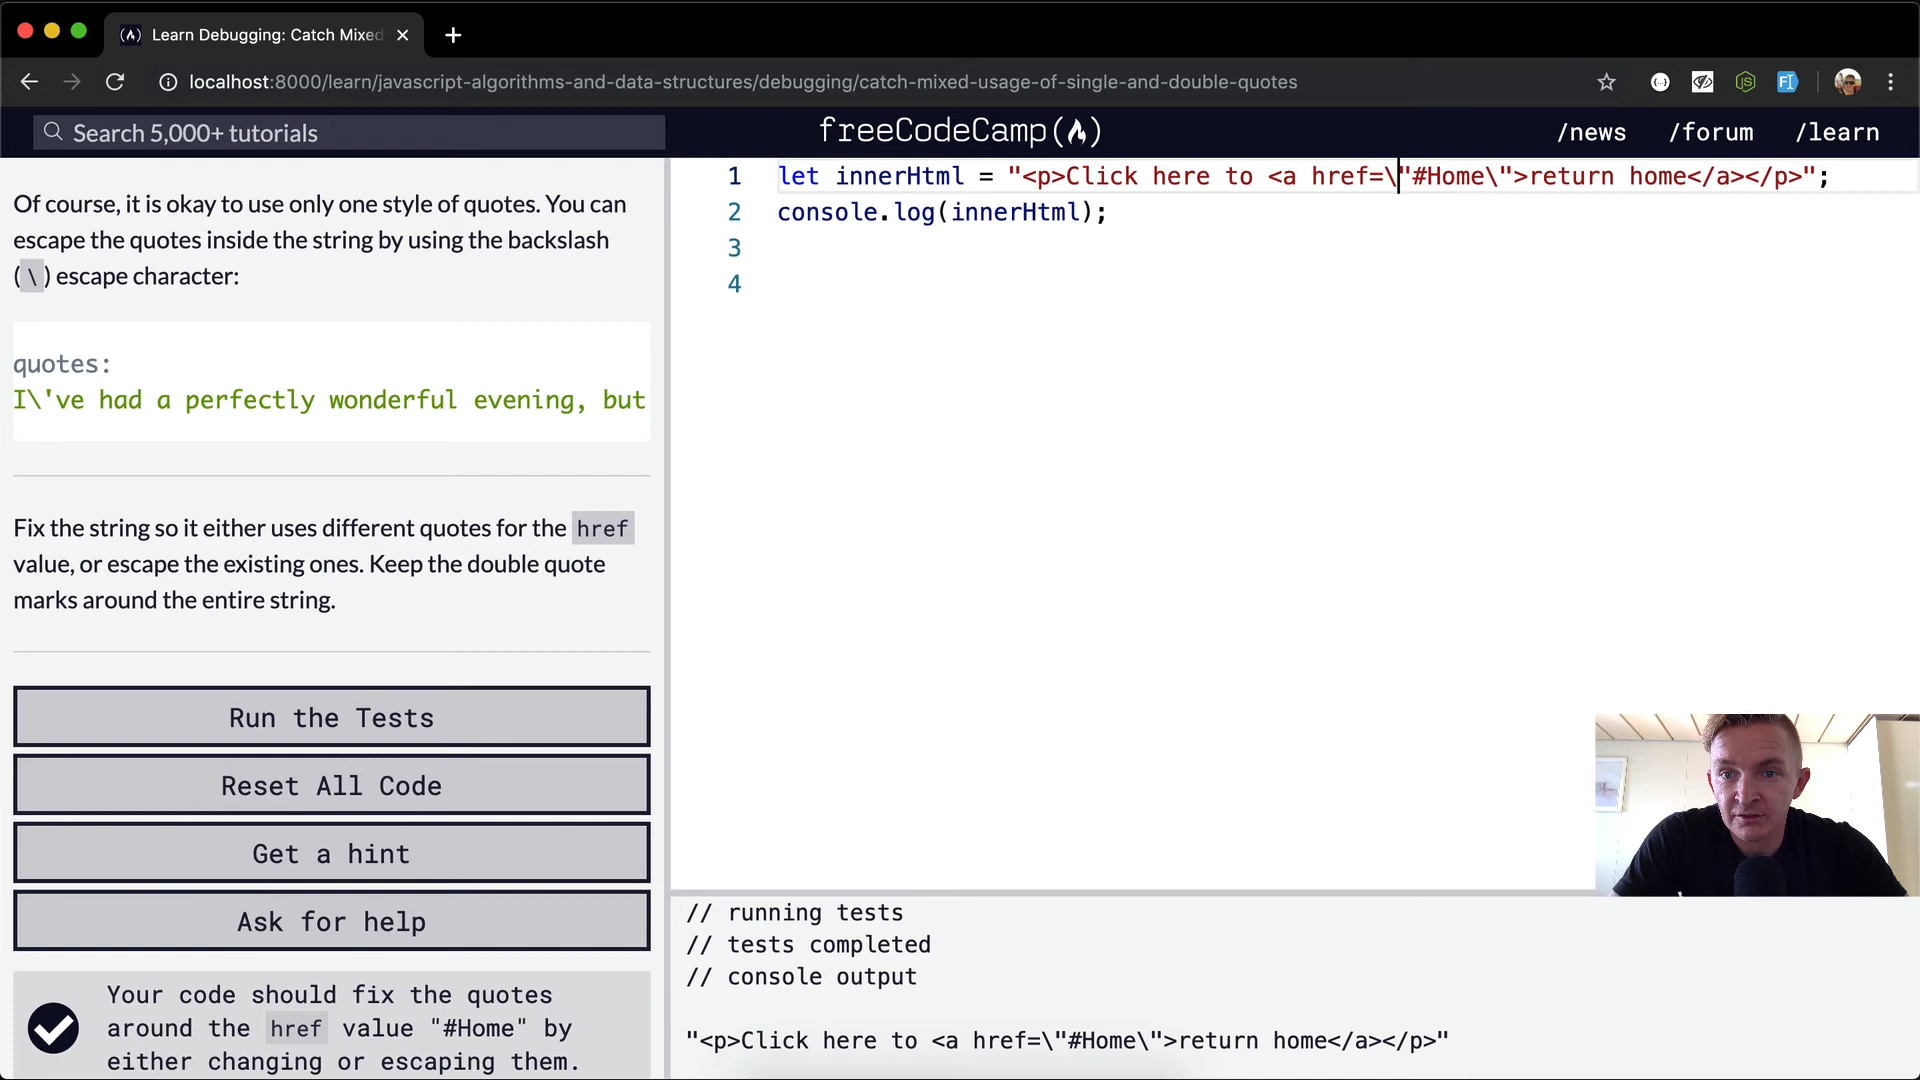 Learn Debugging: Catch Mixed
localhost:8000/learn/javascript-algorithms-and-data-structures/debugging/catch-mixed-usage-of-single-and-double-quotes
Search 5,000+ tutorials
freeCodeCamp
/news /forum /learn
Of course, it is okay to use only one style of quotes. You can
escape the quotes inside the string by using the backslash
(\) escape character:
quotes:
I\'ve had a perfectly wonderful evening, but
Fix the string so it either uses different quotes for the href
value, or escape the existing ones. Keep the double quote
marks around the entire string.
Run the Tests
Reset All Code
Get a hint
Ask for help
Your code should fix the quotes
around the href value "#Home" by
either changing or escaping them.
1 let innerHtml = "<p>Click here to <a href=\"#Home\">return home</a></p>";
2 console.log(innerHtml);
3
4
// running tests
// tests completed
// console output
"<p>Click here to <a href=\"#Home\">return home</a></p>"